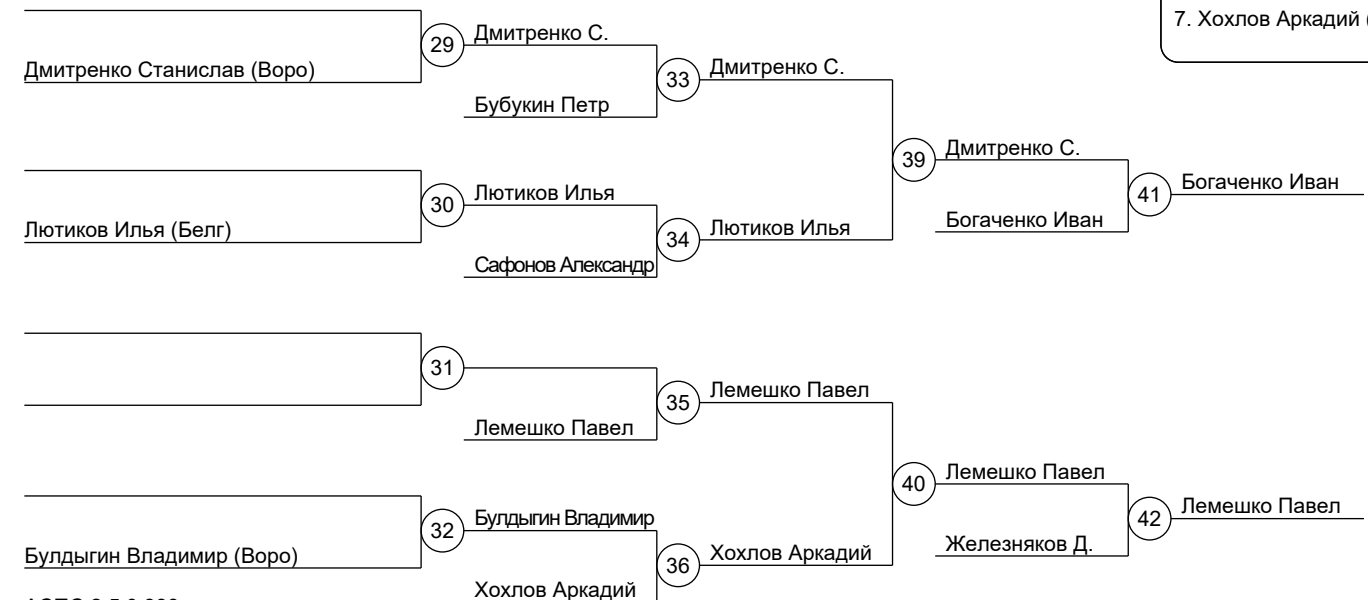 7. Хохлов Аркадий (
29
Дмитренко С.
Дмитренко Станислав (Воро)
33
Дмитренко С.
Бубукин Петр
39
Дмитренко С.
41
Богаченко Иван
30
Лютиков Илья
Лютиков Илья (Белг)
34
Лютиков Илья
Богаченко Иван
Сафонов Александр
31
35
Лемешко Павел
Лемешко Павел
40
Лемешко Павел
42
Лемешко Павел
32
Булдыгин Владимир
Железняков Д.
Булдыгин Владимир (Воро)
36
Хохлов Аркадий
Хохлов Аркадий